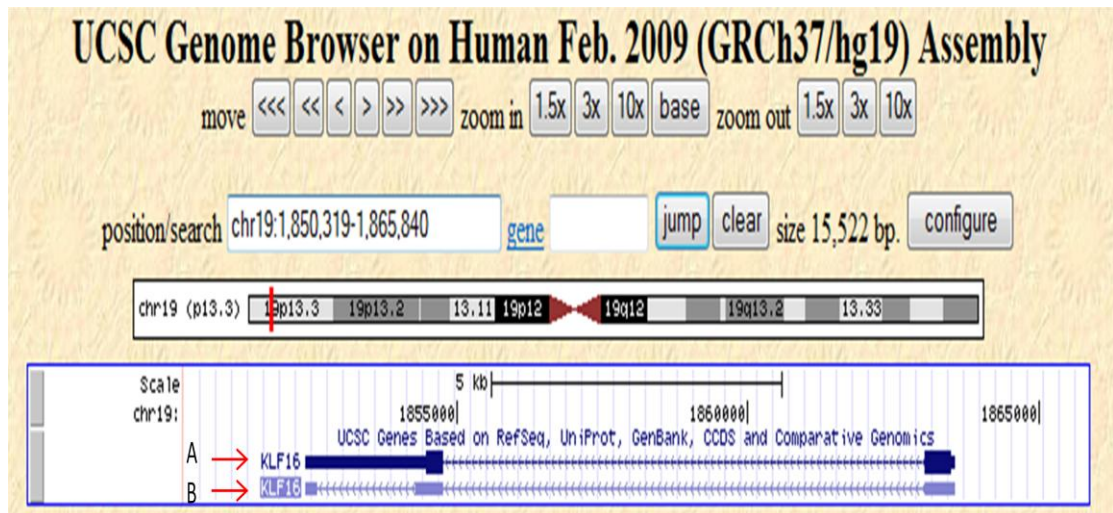 UCSC Genome Browser on Human Feb. 2009 (GRCh37/hg19) Assembly
move <<< << < > >> >>> zoom in 1.5x 3x 10x base zoom out 1.5x 3x 10x
position/search chr19:1,850,319-1,865,840 gene jump clear size 15,522 bp. configure
chr19 (p13.3) 19p13.3 19p13.2 13.11 19p12 19q12 19q13.2 13.33
Scale 5 kb
chr19: 1855000 1860000 1865000
UCSC Genes Based on RefSeq, UniProt, GenBank, CCDS and Comparative Genomics
A KLF16
B KLF16